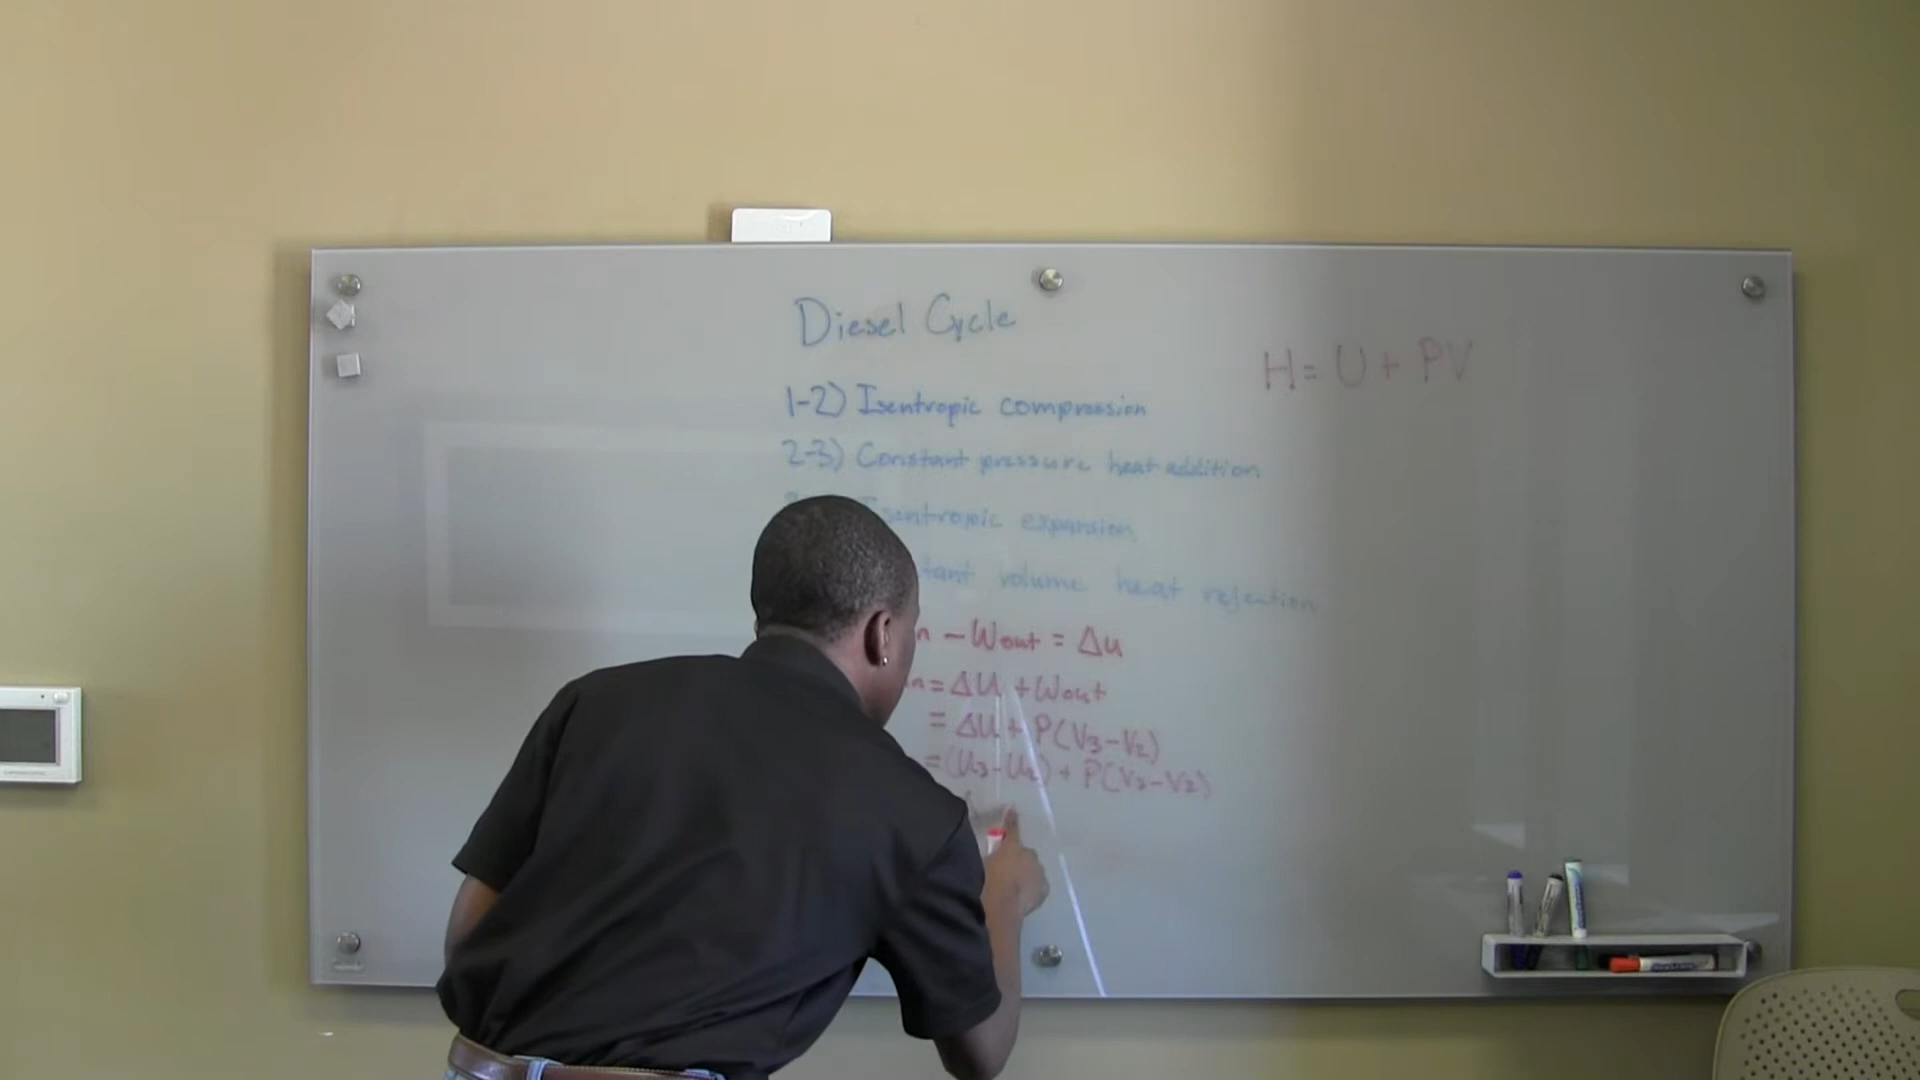 Diesel Cycle
H = U + PV
1-2) Isentropic compression
2-3) Constant pressure heat addition
sentropic expansion
tant volume heat rejection
n - Wout = Δu
n = ΔU + Wout
= ΔU + P(V3-V2)
= (U3-U2) + P(V3-V2)